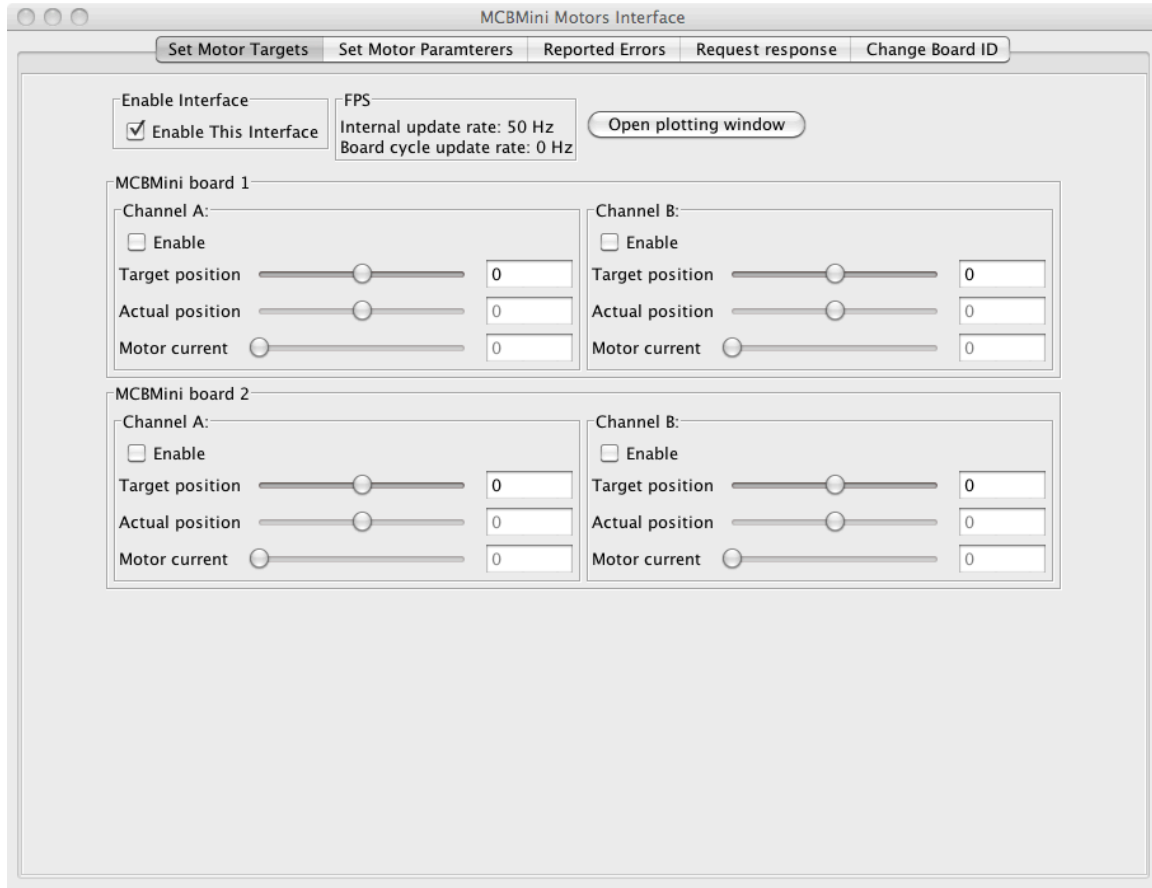 MCBMini Motors Interface
Set Motor Targets Set Motor Paramterers Reported Errors Request response Change Board ID
Enable Interface
Enable This Interface
FPS
Internal update rate: 50 Hz
Board cycle update rate: 0 Hz
Open plotting window
MCBMini board 1
Channel A:
Enable
Target position 0
Actual position 0
Motor current 0
Channel B:
Enable
Target position 0
Actual position 0
Motor current 0
MCBMini board 2
Channel A:
Enable
Target position 0
Actual position 0
Motor current 0
Channel B:
Enable
Target position 0
Actual position 0
Motor current 0